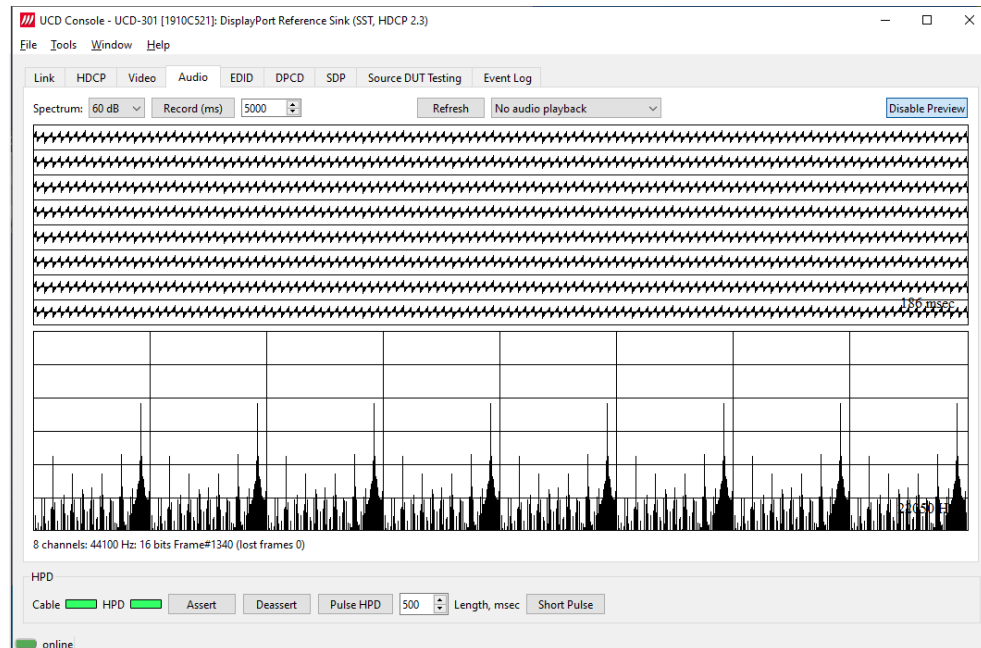 UCD Console - UCD-301 [1910C521]: DisplayPort Reference Sink (SST, HDCP 2.3)
File Tools Window Help
Link HDCP Video Audio EDID DPCD SDP Source DUT Testing Event Log
Spectrum: 60 dB Record (ms) 5000 Refresh No audio playback Disable Preview
186 msec
22050 Hz
8 channels: 44100 Hz: 16 bits Frame#1340 (lost frames 0)
HPD
Cable HPD Assert Deassert Pulse HPD 500 Length, msec Short Pulse
online